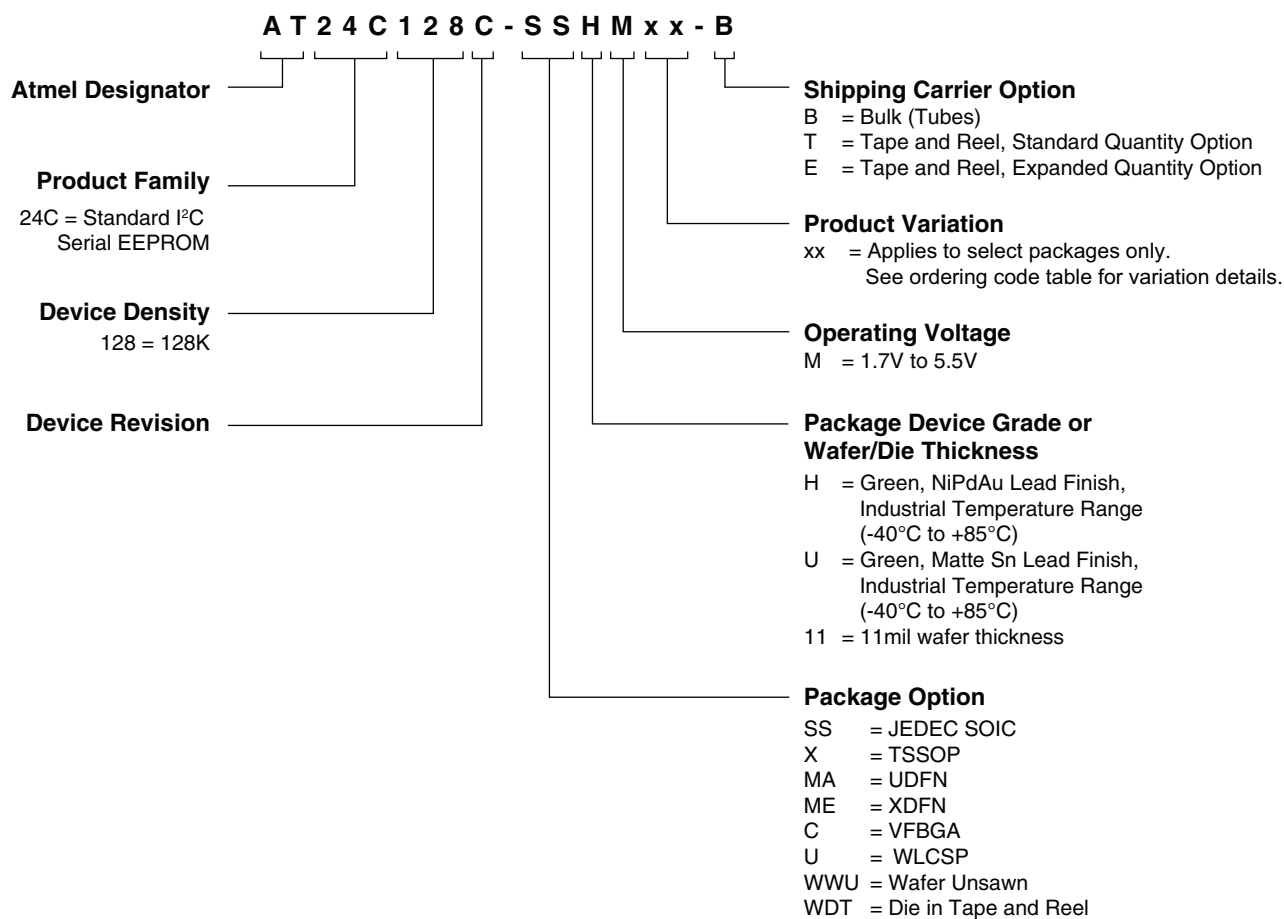 AT24C128C-SSHMxx-B
Atmel Designator
Product Family
24C = Standard I²C
Serial EEPROM
Device Density
128 = 128K
Device Revision
Shipping Carrier Option
B = Bulk (Tubes)
T = Tape and Reel, Standard Quantity Option
E = Tape and Reel, Expanded Quantity Option
Product Variation
xx = Applies to select packages only.
See ordering code table for variation details.
Operating Voltage
M = 1.7V to 5.5V
Package Device Grade or
Wafer/Die Thickness
H = Green, NiPdAu Lead Finish,
Industrial Temperature Range
(-40°C to +85°C)
U = Green, Matte Sn Lead Finish,
Industrial Temperature Range
(-40°C to +85°C)
11 = 11mil wafer thickness
Package Option
SS = JEDEC SOIC
X = TSSOP
MA = UDFN
ME = XDFN
C = VFBGA
U = WLCSP
WWU = Wafer Unsawn
WDT = Die in Tape and Reel